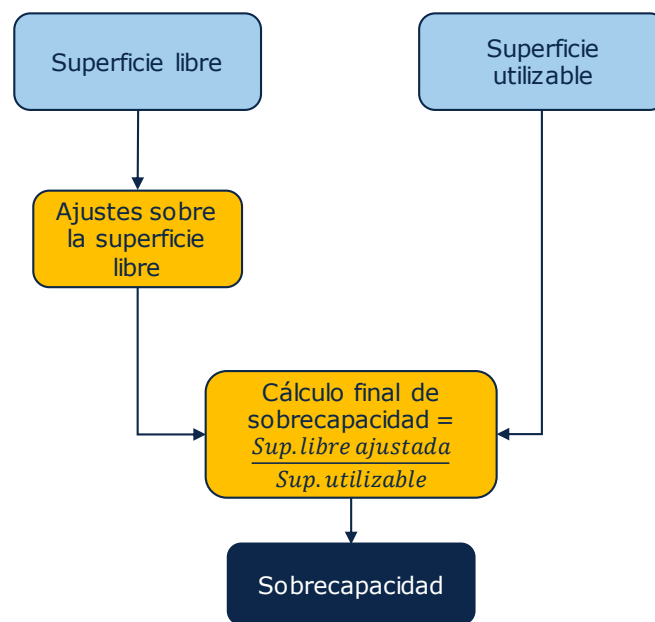 Superficie libre
Superficie
utilizable
Ajustes sobre
la superficie
libre
Cálculo final de
sobrecapacidad =
Sup. libre ajustada
Sup. utilizable
Sobrecapacidad